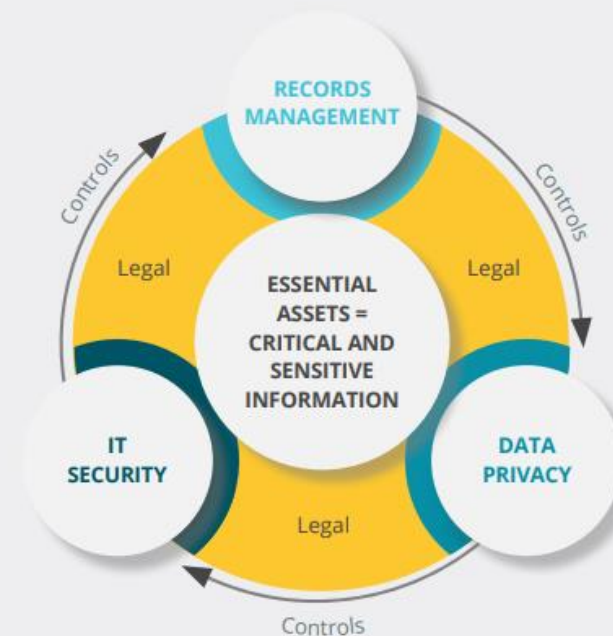 RECORDS
MANAGEMENT
Controls
Controls
Legal
Legal
ESSENTIAL
ASSETS =
CRITICAL AND
SENSITIVE
INFORMATION
IT
SECURITY
DATA
PRIVACY
Legal
Controls